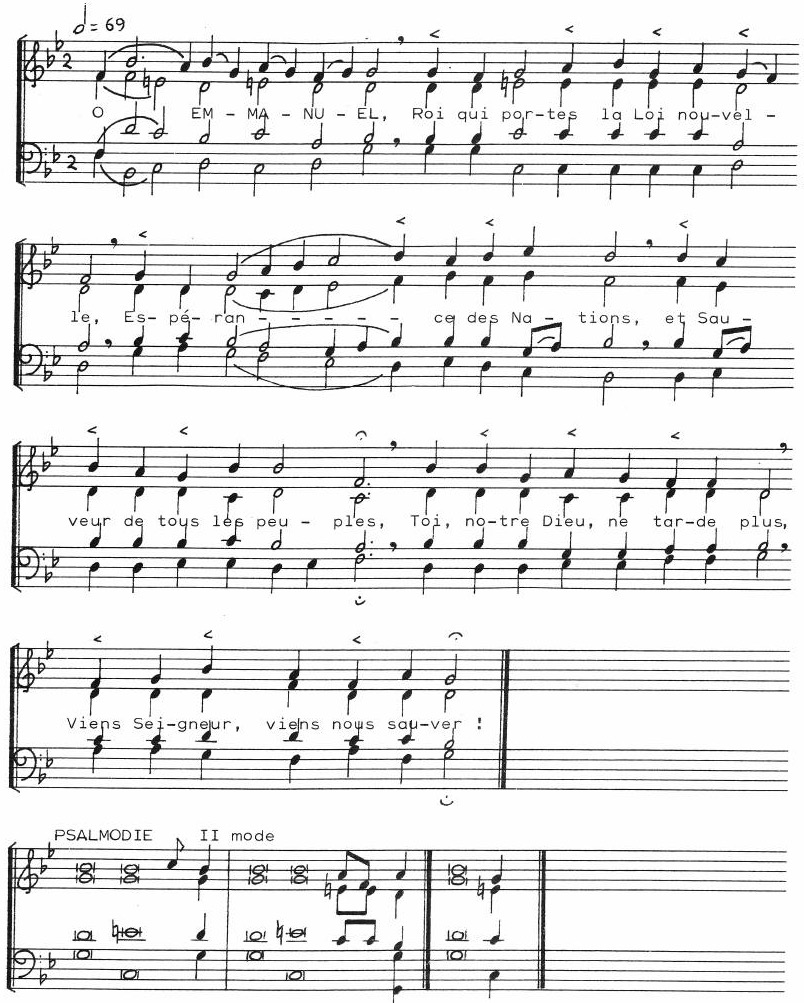 𝅗𝅥 = 69
O EM - MA - NU - EL, Roi qui por-tes la Loi nou-vel -
le, Es- pé- ran - - - - - ce des Na - tions, et Sau -
veur de tous les peu - ples, Toi, no-tre Dieu, ne tar-de plus,
Viens Sei-gneur, viens nous sau-ver !
PSALMODIE II mode